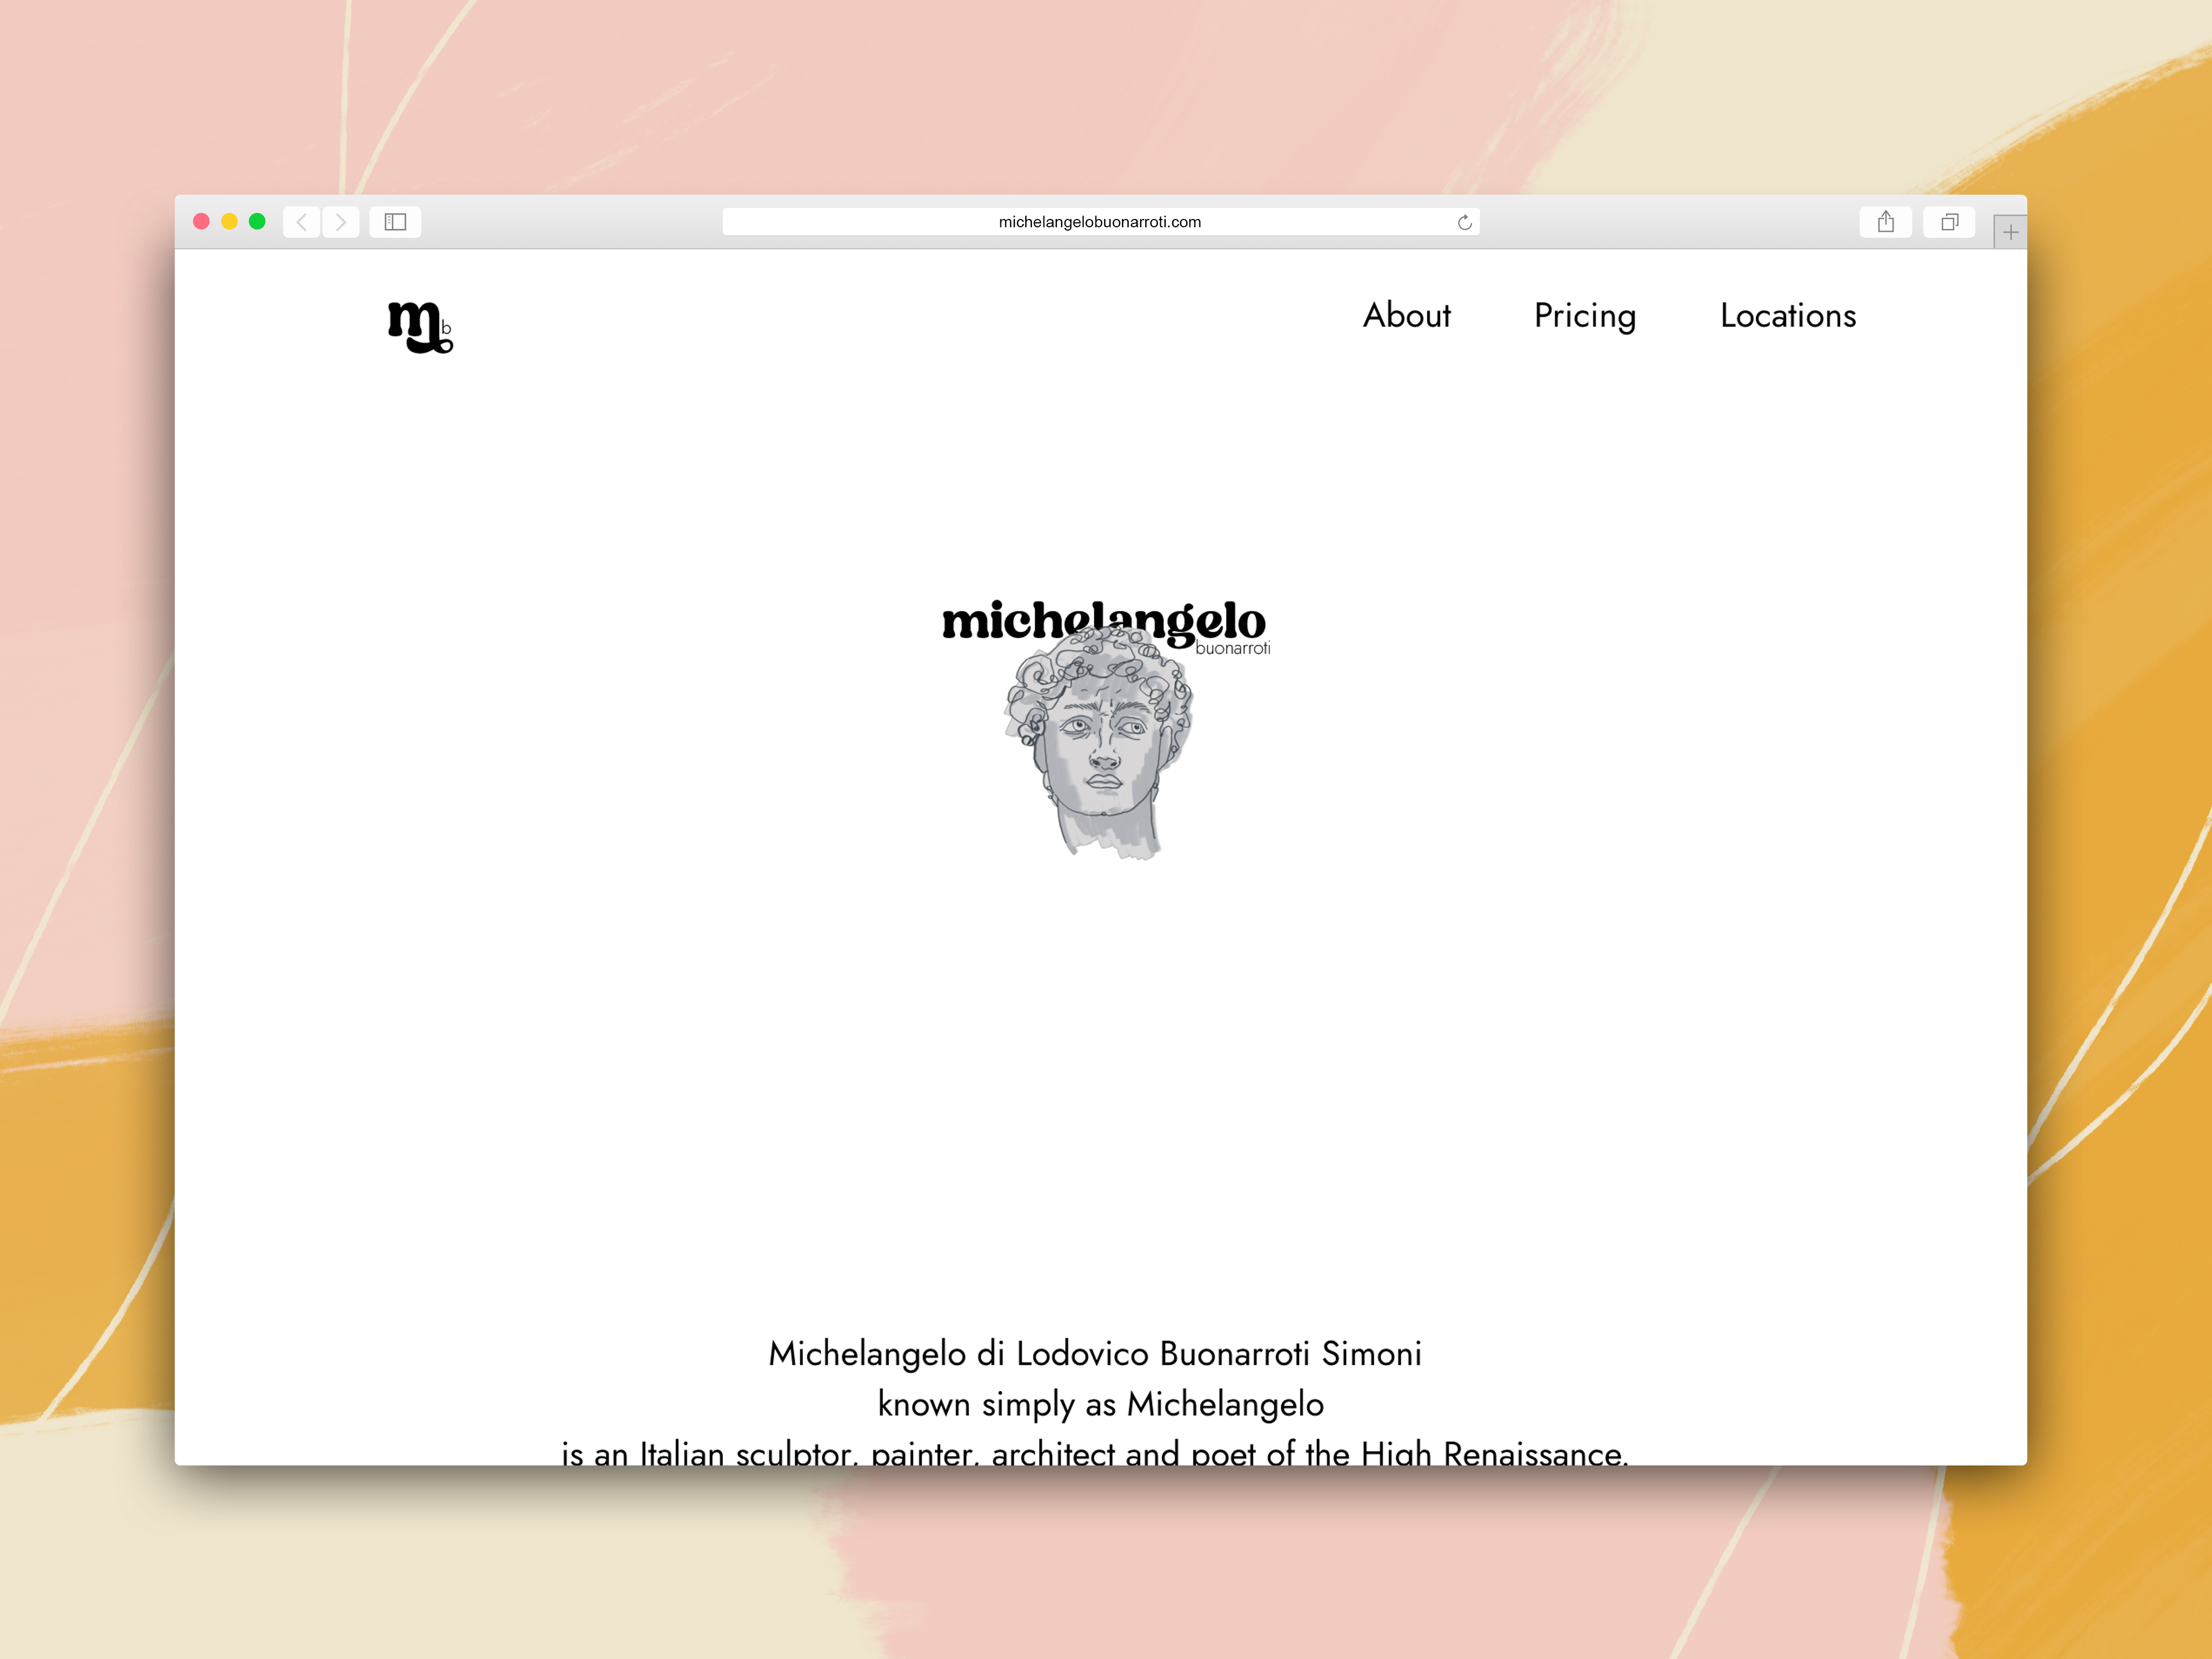 michelangelobuonarroti.com
m
b
About Pricing Locations
michelangelo
buonarroti
Michelangelo di Lodovico Buonarroti Simoni
known simply as Michelangelo
is an Italian sculptor, painter, architect and poet of the High Renaissance.